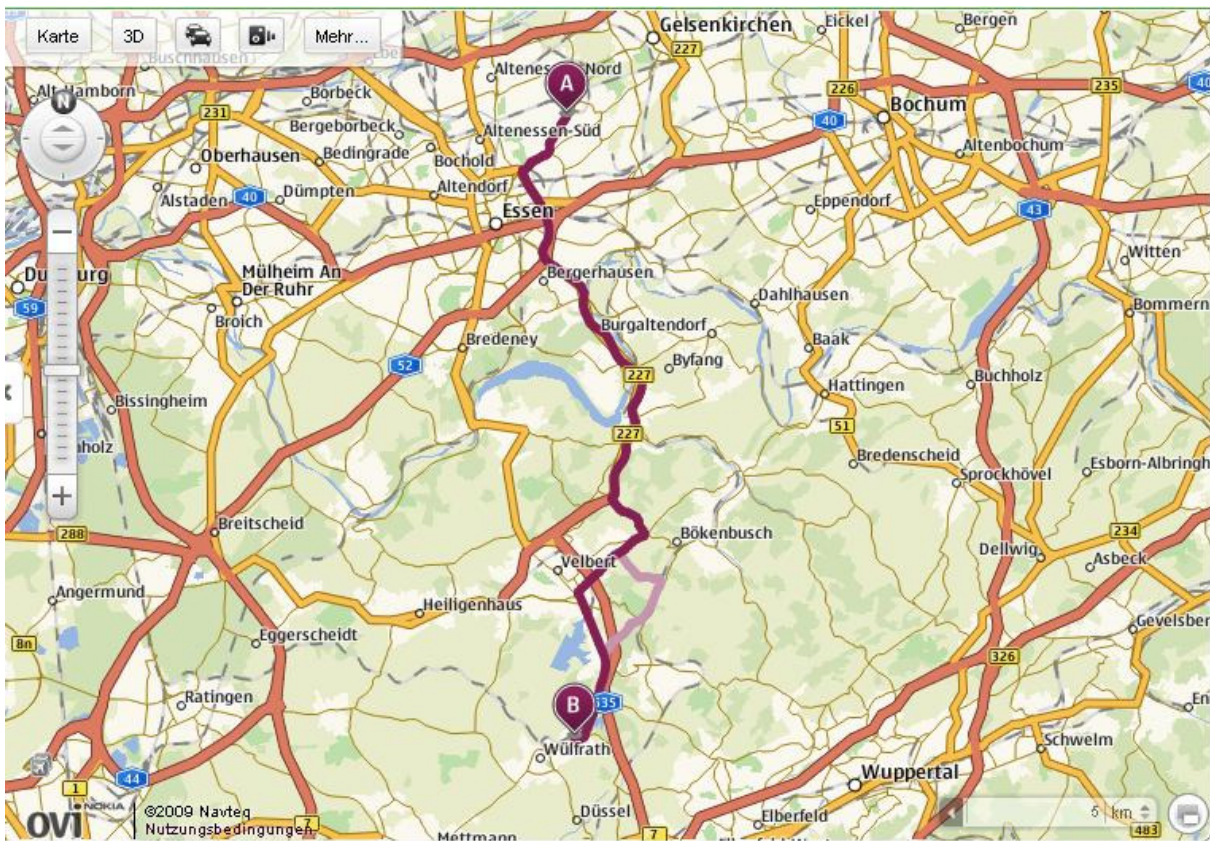 Karte
3D
Mehr...
Gelsenkirchen
Eickel
Bergen
227
Buschhausen
Altenessen-Nord
A
Borbeck
226
Bochum
235
40
231
Bergeborbeck
Altenessen-Süd
40
N
Oberhausen
Bedingrade
Bochold
Altenbochum
Alstaden
40
Dümpten
Altendorf
Essen
Eppendorf
43
Witten
Mülheim An
Der Ruhr
Bergerhausen
59
Broich
Dahlhausen
Bommern
Burgaltendorf
Bredeney
Byfang
Baak
52
227
Hattingen
Buchholz
Bissingheim
51
227
Bredenscheid
Sprockhövel
Esborn-Albringh
288
Breitscheid
Bökenbusch
234
Dellwig
Asbeck
Velbert
Angermund
Heiligenhaus
Gevelsber
8n
Eggerscheidt
326
Ratingen
B
535
En
Wülfrath
Schwelm
44
Wuppertal
1
NOKIA
ovi
©2009 Navteq
Nutzungsbedingungen
7
Düssel
Elberfeld
5 km
Mettmann
7
483